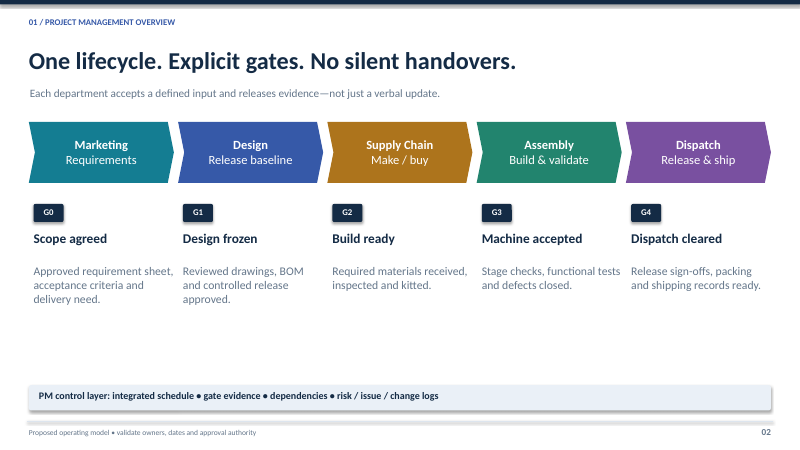 01 / PROJECT MANAGEMENT OVERVIEW
One lifecycle. Explicit gates. No silent handovers.
Each department accepts a defined input and releases evidence—not just a verbal update.
Marketing
Requirements
Design
Release baseline
Supply Chain
Make / buy
Assembly
Build & validate
Dispatch
Release & ship
G0
Scope agreed
Approved requirement sheet,
acceptance criteria and
delivery need.
G1
Design frozen
Reviewed drawings, BOM
and controlled release
approved.
G2
Build ready
Required materials received,
inspected and kitted.
G3
Machine accepted
Stage checks, functional tests
and defects closed.
G4
Dispatch cleared
Release sign-offs, packing
and shipping records ready.
PM control layer: integrated schedule • gate evidence • dependencies • risk / issue / change logs
Proposed operating model • validate owners, dates and approval authority
02